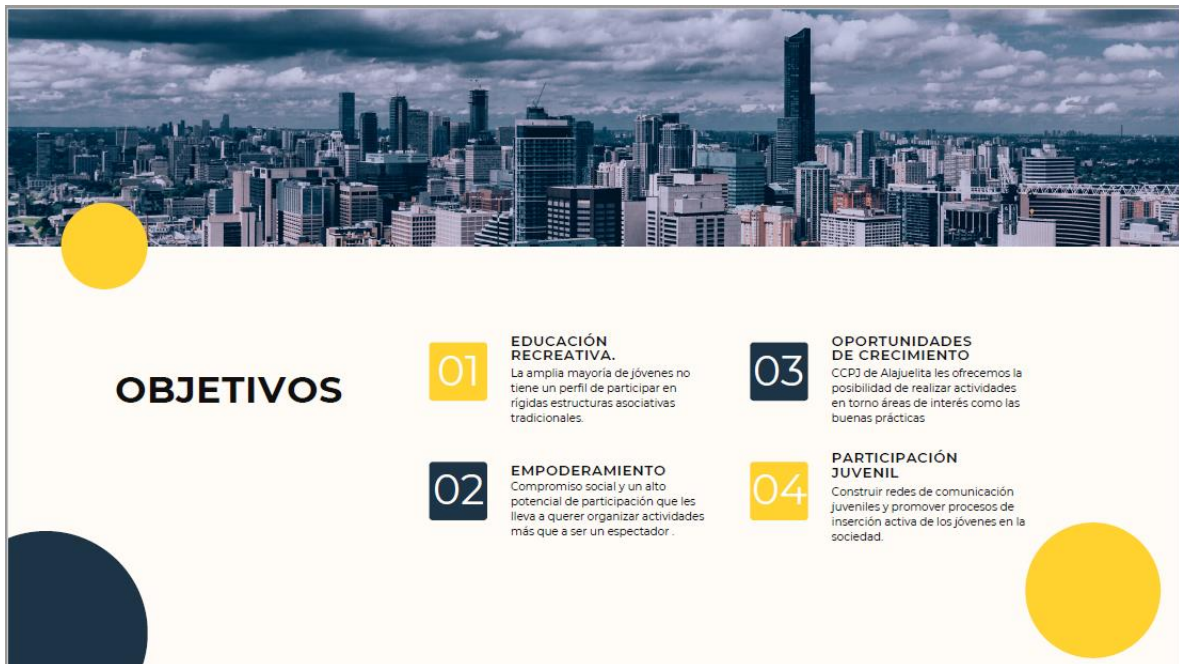 OBJETIVOS
01
EDUCACIÓN
RECREATIVA.
La amplia mayoría de jóvenes no
tiene un perfil de participar en
rígidas estructuras asociativas
tradicionales.
02
EMPODERAMIENTO
Compromiso social y un alto
potencial de participación que les
lleva a querer organizar actividades
más que a ser un espectador .
03
OPORTUNIDADES
DE CRECIMIENTO
CCPJ de Alajuelita les ofrecemos la
posibilidad de realizar actividades
en torno áreas de interés como las
buenas prácticas
04
PARTICIPACIÓN
JUVENIL
Construir redes de comunicación
juveniles y promover procesos de
inserción activa de los jóvenes en la
sociedad.